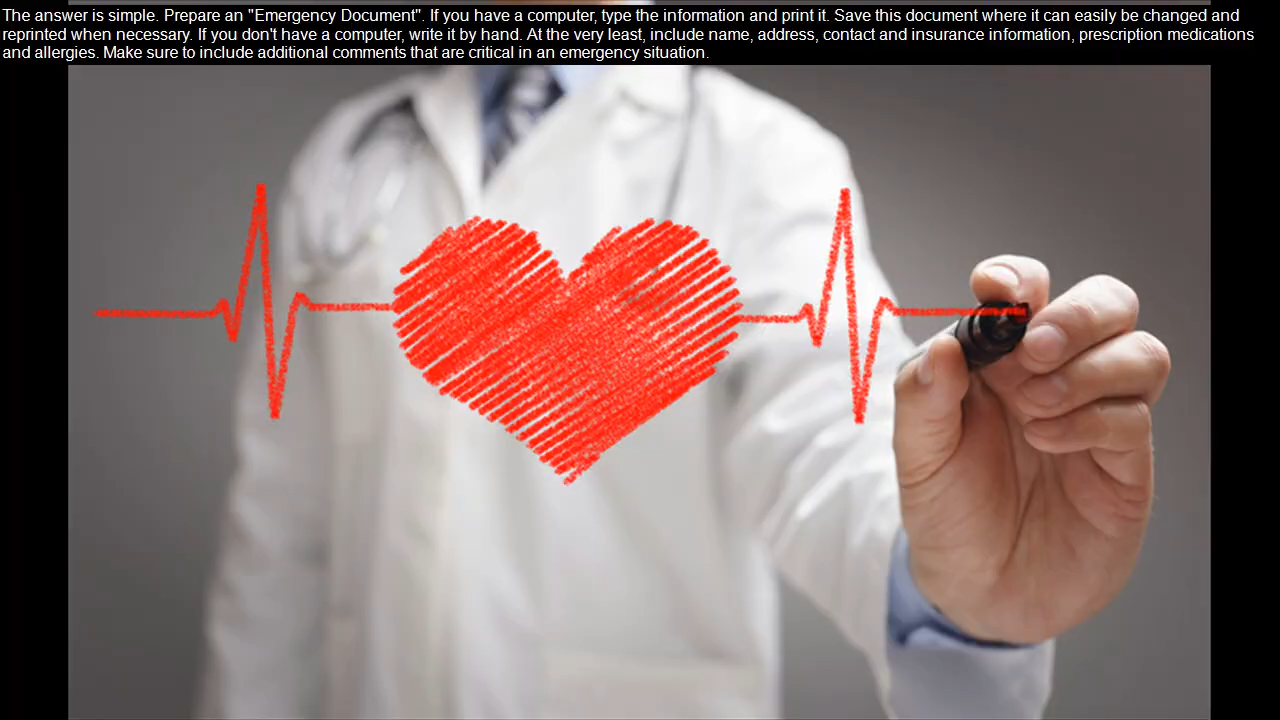 The answer is simple. Prepare an "Emergency Document". If you have a computer, type the information and print it. Save this document where it can easily be changed and
reprinted when necessary. If you don't have a computer, write it by hand. At the very least, include name, address, contact and insurance information, prescription medications
and allergies. Make sure to include additional comments that are critical in an emergency situation.